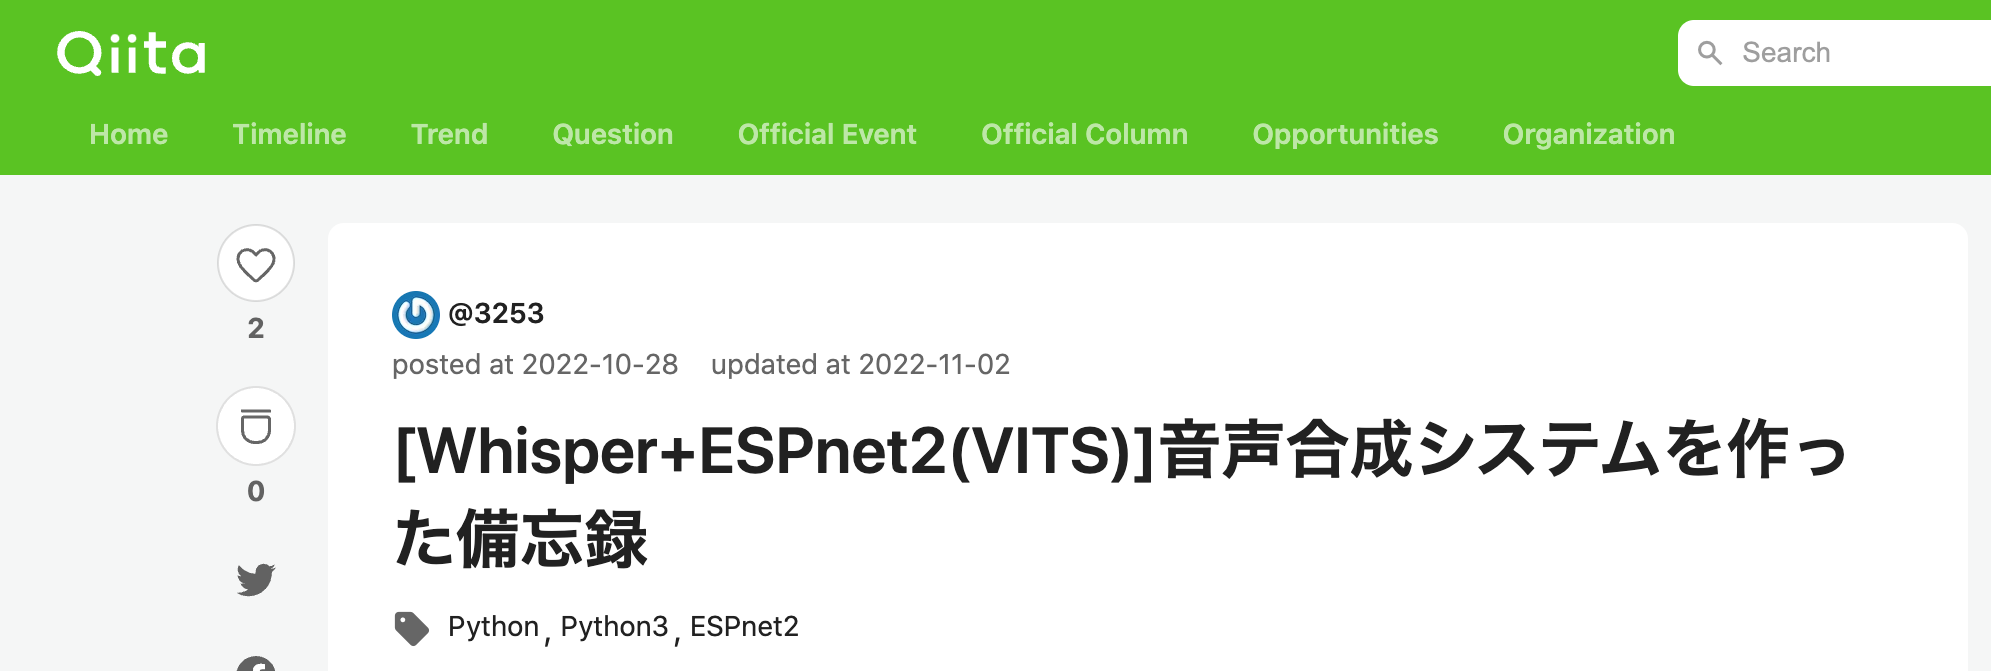 Qiita
Search
Home Timeline Trend Question Official Event Official Column Opportunities Organization
@3253
posted at 2022-10-28 updated at 2022-11-02
2
[Whisper+ESPnet2(VITS)]音声合成システムを作っ
た備忘録
0
Python, Python3, ESPnet2